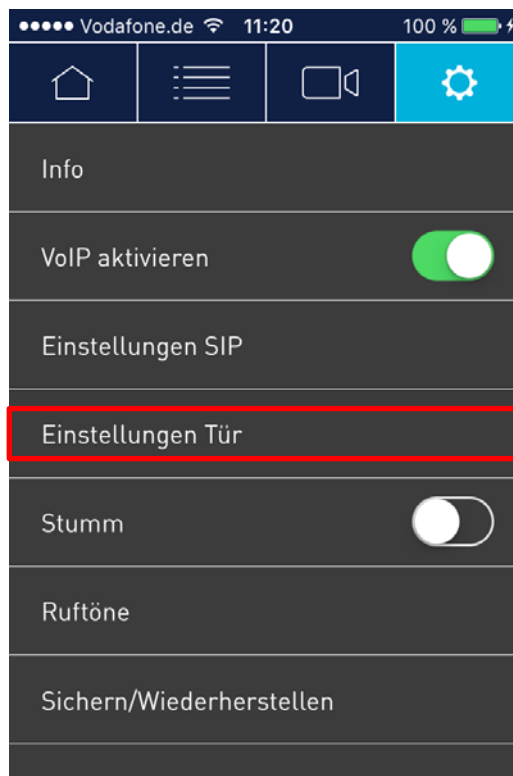 ●●●●● Vodafone.de 11:20 100 %
Info
VoIP aktivieren
Einstellungen SIP
Einstellungen Tür
Stumm
Ruftöne
Sichern/Wiederherstellen